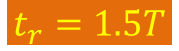 t_r = 1.5T